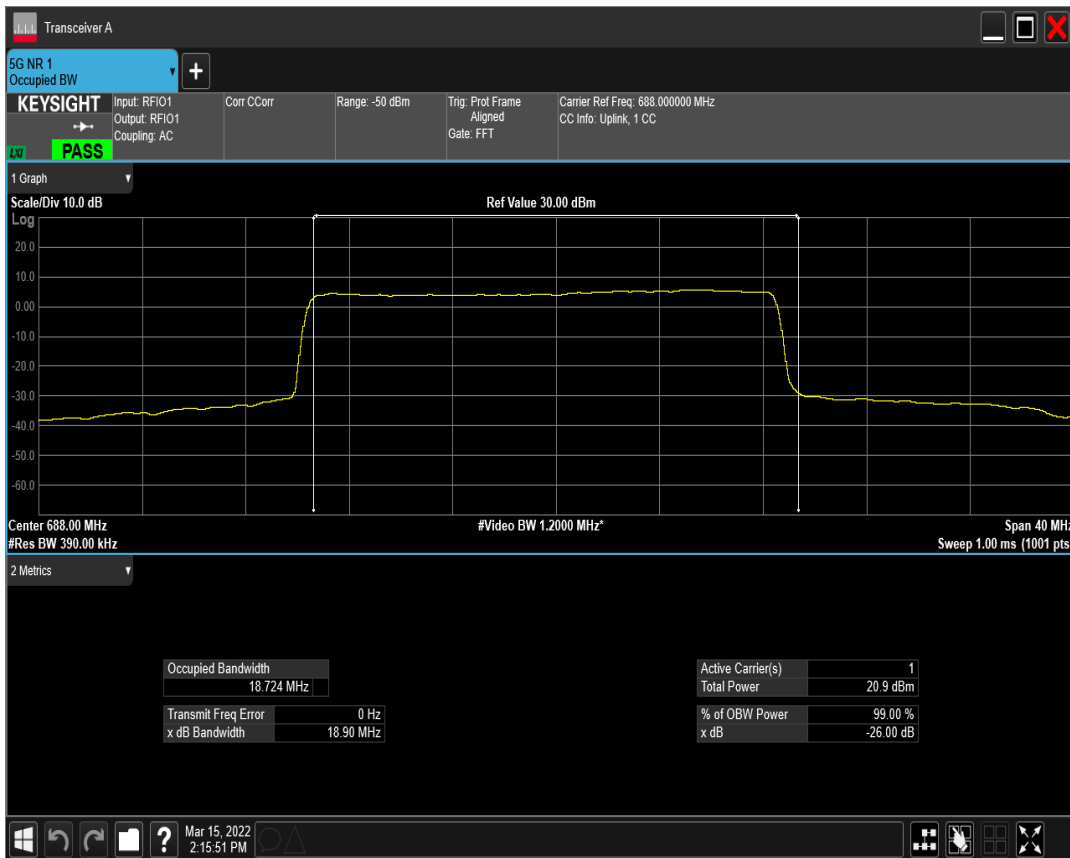 Transceiver A
5G NR 1
Occupied BW
+
KEYSIGHT
LXI
PASS
Input: RFIO1
Output: RFIO1
Coupling: AC
Corr CCorr
Range: -50 dBm
Trig: Prot Frame
Aligned
Gate: FFT
Carrier Ref Freq: 688.000000 MHz
CC Info: Uplink, 1 CC
1 Graph
Scale/Div 10.0 dB
Ref Value 30.00 dBm
Log
20.0
10.0
0.00
-10.0
-20.0
-30.0
-40.0
-50.0
-60.0
Center 688.00 MHz
#Video BW 1.2000 MHz*
Span 40 MHz
#Res BW 390.00 kHz
Sweep 1.00 ms (1001 pts
2 Metrics
Occupied Bandwidth
18.724 MHz
Transmit Freq Error 0 Hz
x dB Bandwidth 18.90 MHz
Active Carrier(s) 1
Total Power 20.9 dBm
% of OBW Power 99.00 %
x dB -26.00 dB
?
Mar 15, 2022
2:15:51 PM